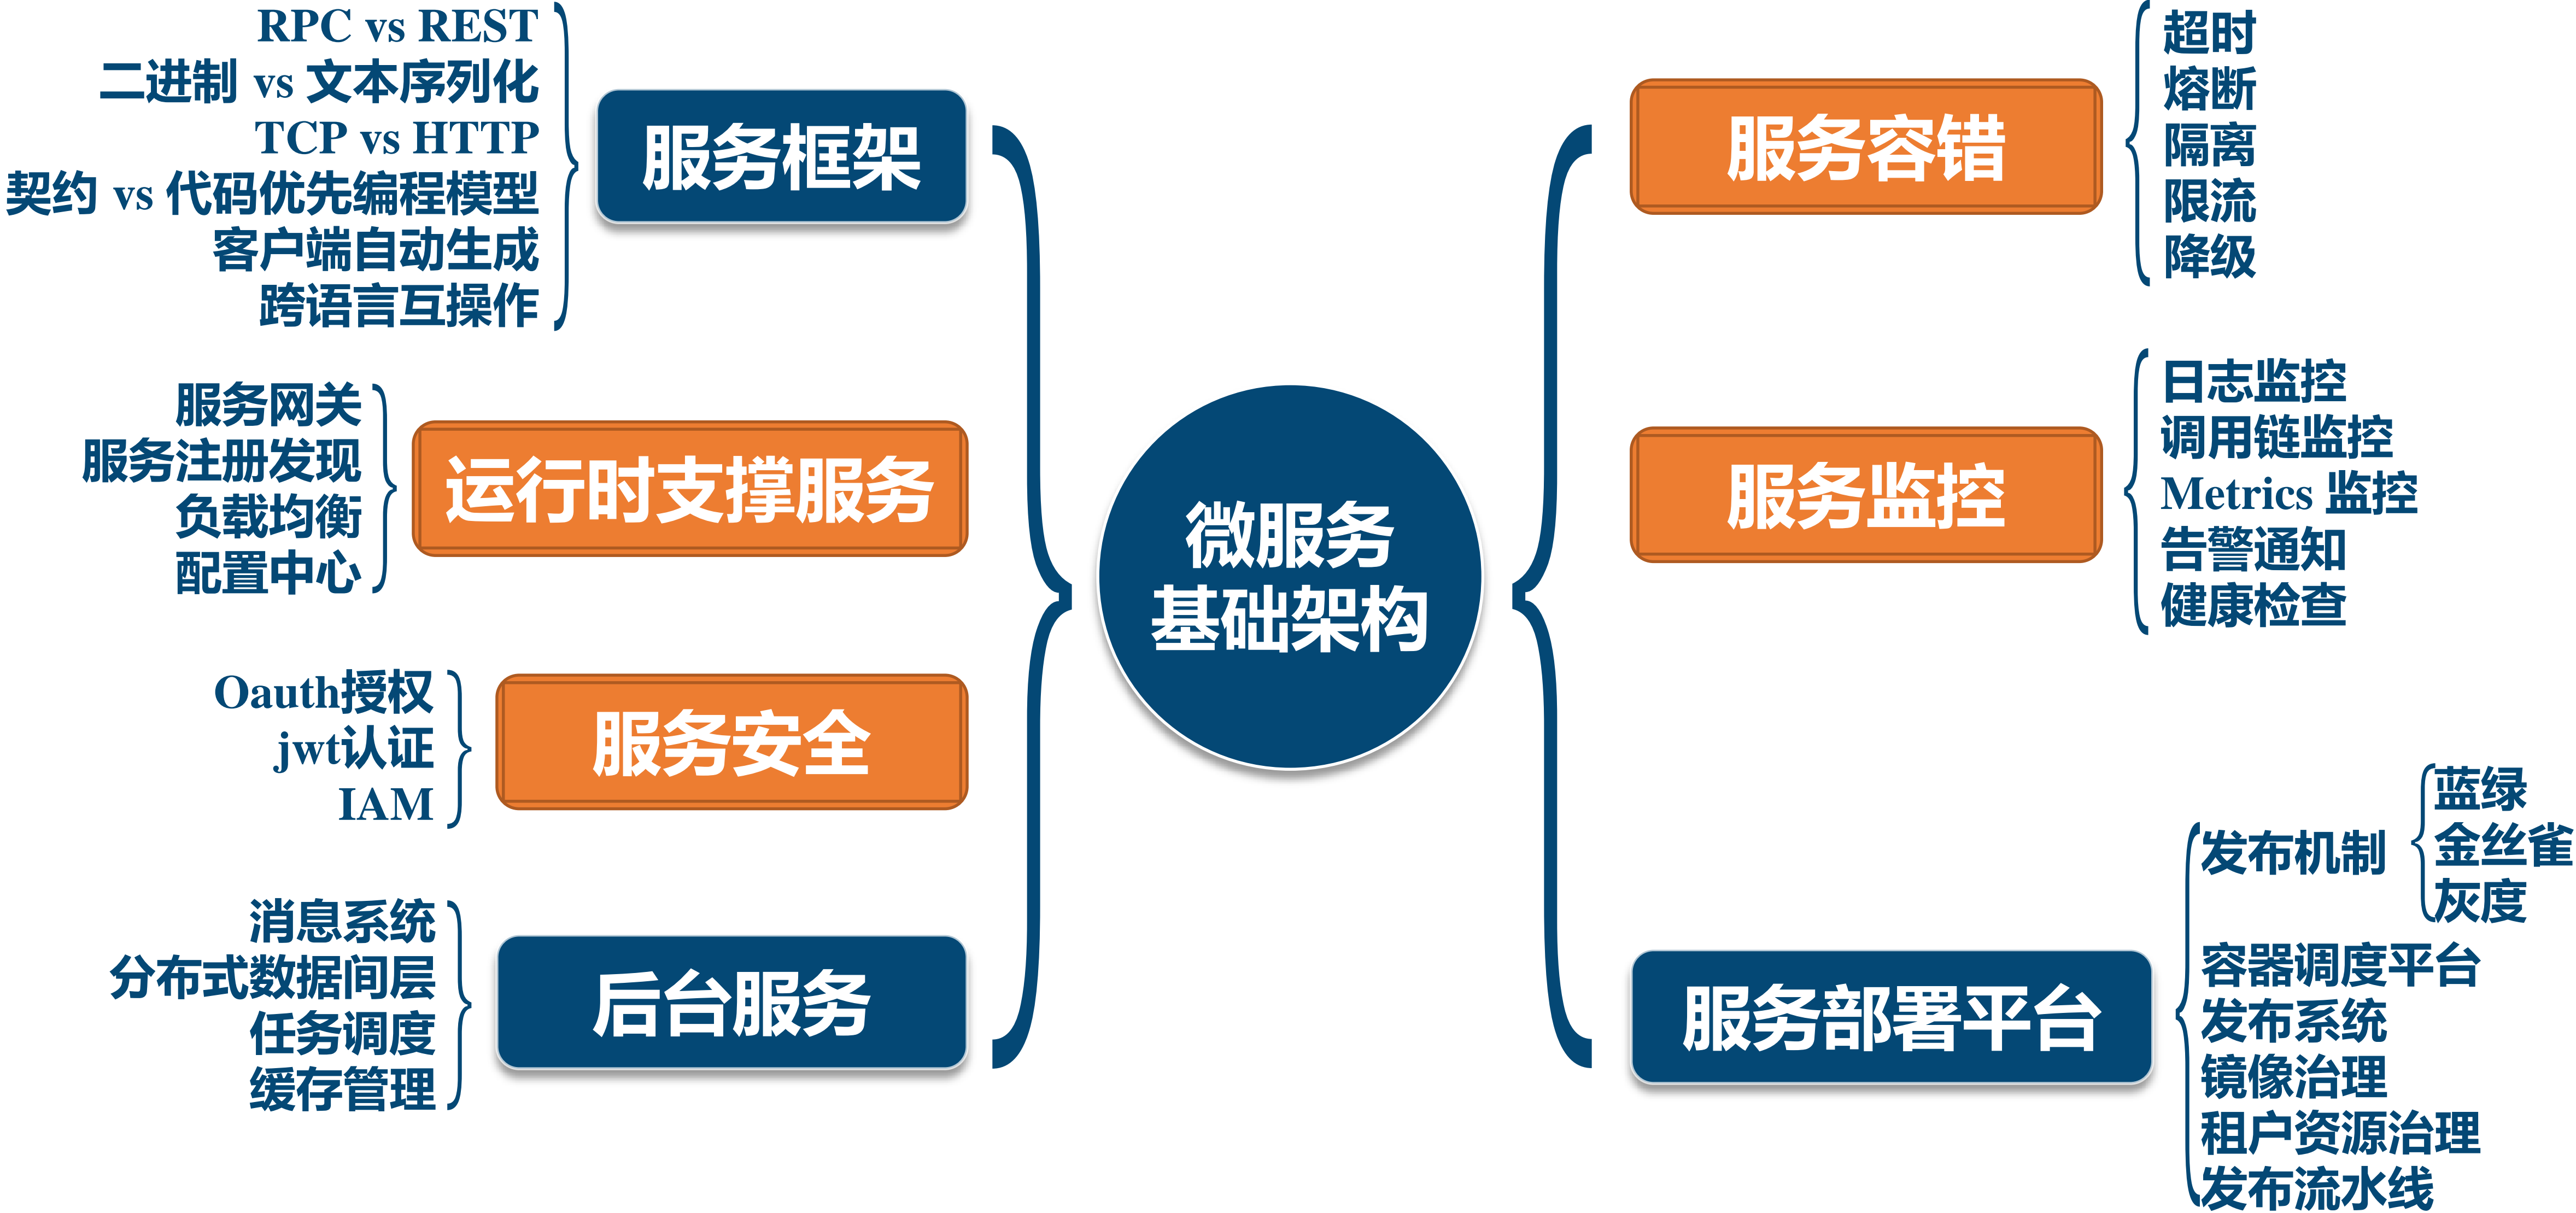 RPC vs REST
二进制 vs 文本序列化
TCP vs HTTP
契约 vs 代码优先编程模型
客户端自动生成
跨语言互操作
服务框架
服务网关
服务注册发现
负载均衡
配置中心
运行时支撑服务
Oauth授权
jwt认证
IAM
服务安全
消息系统
分布式数据间层
任务调度
缓存管理
后台服务
微服务
基础架构
服务容错
超时
熔断
隔离
限流
降级
服务监控
日志监控
调用链监控
Metrics 监控
告警通知
健康检查
服务部署平台
发布机制
蓝绿
金丝雀
灰度
容器调度平台
发布系统
镜像治理
租户资源治理
发布流水线